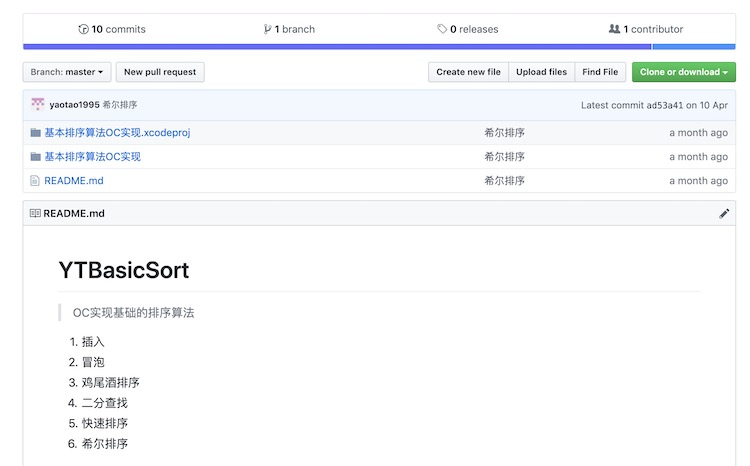 10 commits 1 branch 0 releases 1 contributor
Branch: master New pull request Create new file Upload files Find File Clone or download
yaotao1995 希尔排序 Latest commit ad53a41 on 10 Apr
基本排序算法OC实现.xcodeproj 希尔排序 a month ago
基本排序算法OC实现 希尔排序 a month ago
README.md 希尔排序 a month ago
README.md
YTBasicSort
OC实现基础的排序算法
1. 插入
2. 冒泡
3. 鸡尾酒排序
4. 二分查找
5. 快速排序
6. 希尔排序